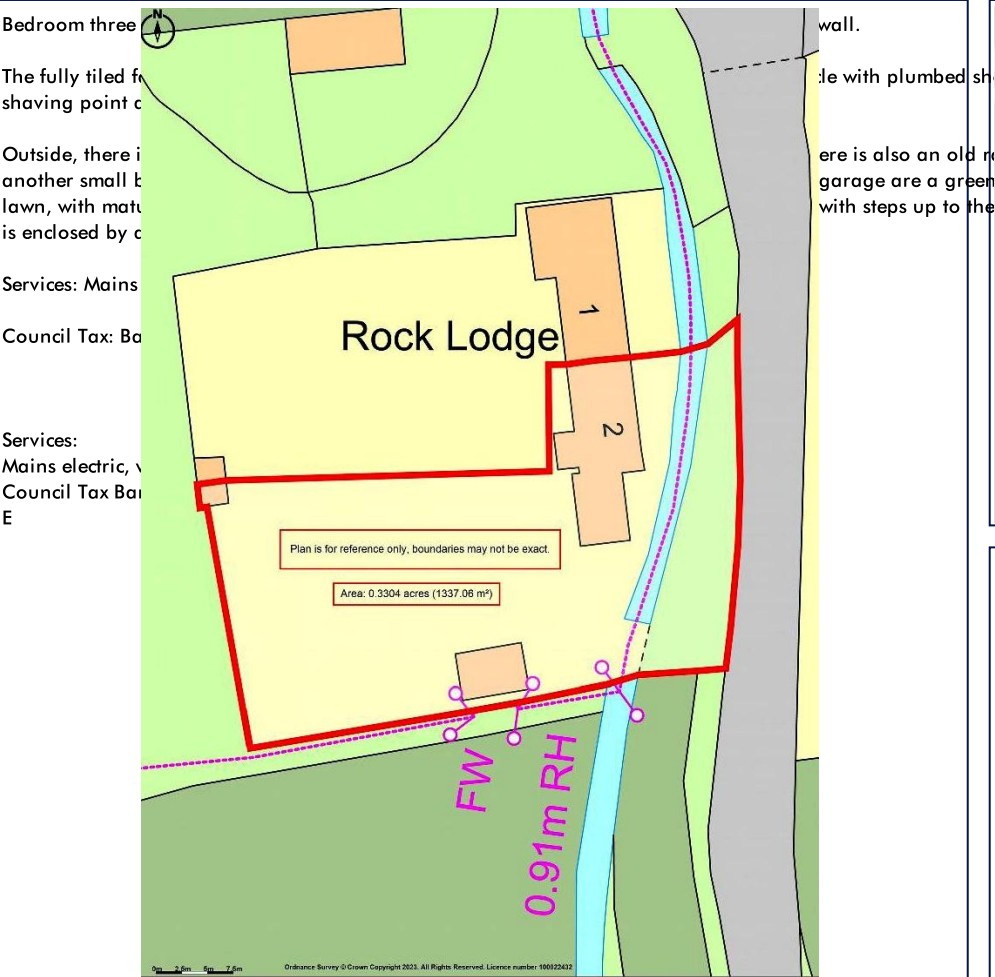 Bedroom three wall.
The fully tiled le with plumbed
shaving point
Outside, there ere is also an old
another small garage are a green
lawn, with with steps up to the
is enclosed by
Services: Mains
Council Tax:
Services:
Mains electric,
Council Tax
E
N
1
Rock Lodge
2
Plan is for reference only, boundaries may not be exact.
Area: 0.3304 acres (1337.06 m²)
FW
0.91m RH
0m 2.5m 5m 7.5m
Ordnance Survey © Crown Copyright 2023. All Rights Reserved. Licence number 100022432